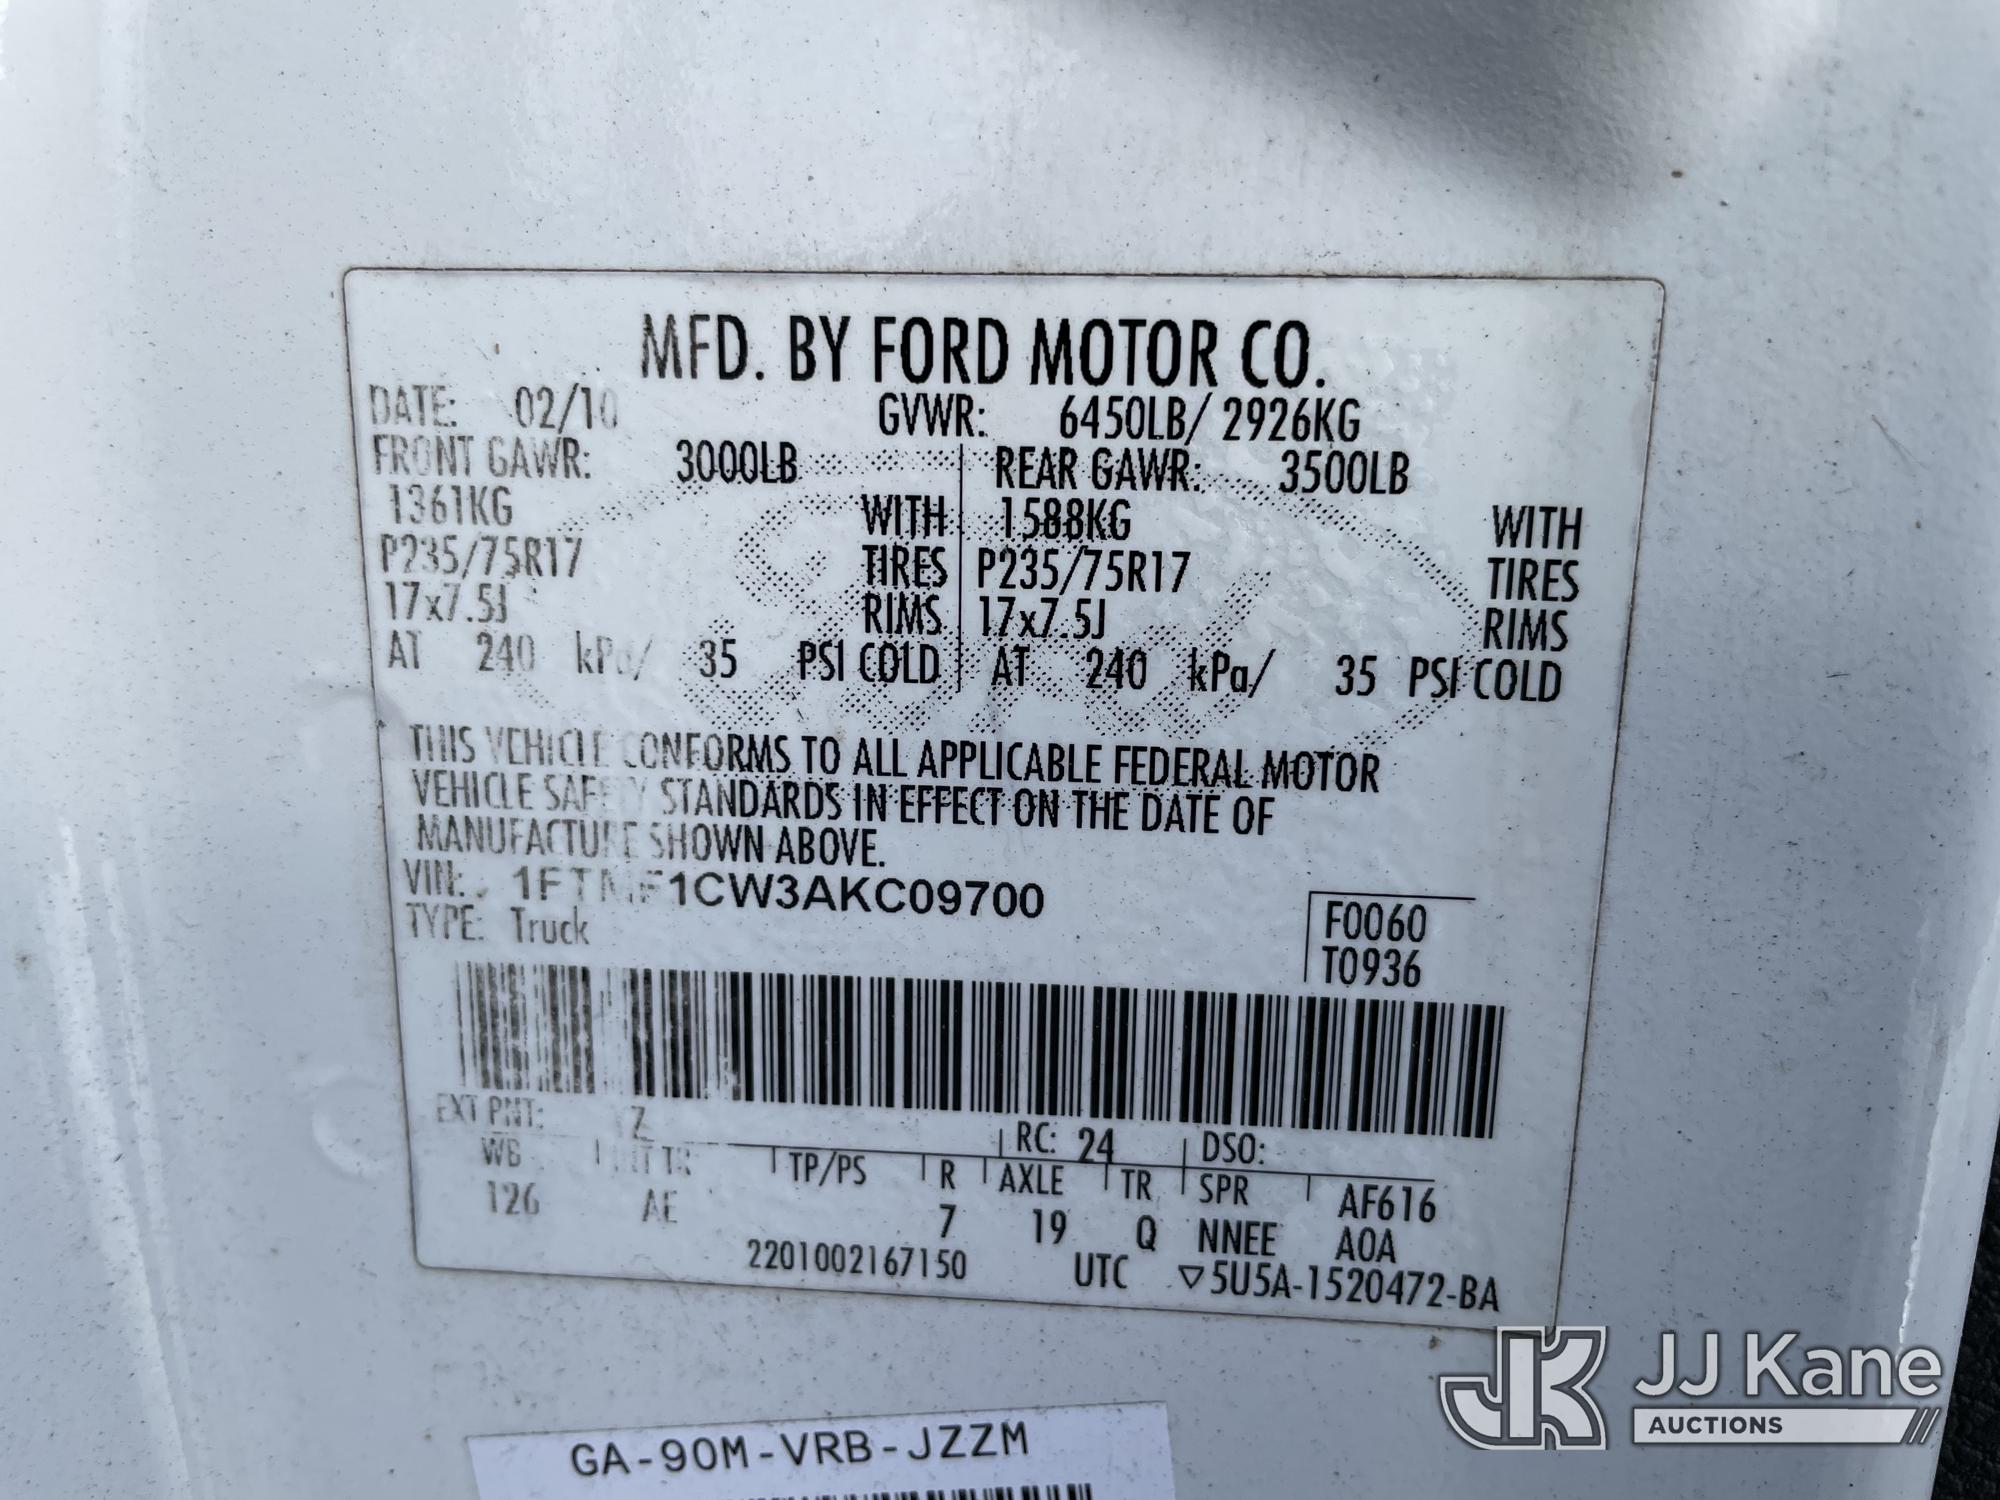 MFD. BY FORD MOTOR CO.
DATE: 02/10 GVWR: 6450LB/ 2926KG
FRONT GAWR: 3000LB REAR GAWR: 3500LB
1361KG WITH 1588KG WITH
P235/75R17 TIRES P235/75R17 TIRES
17x7.5J RIMS 17x7.5J RIMS
AT 240 kPa/ 35 PSI COLD AT 240 kPa/ 35 PSI COLD
THIS VEHICLE CONFORMS TO ALL APPLICABLE FEDERAL MOTOR
VEHICLE SAFETY STANDARDS IN EFFECT ON THE DATE OF
MANUFACTURE SHOWN ABOVE.
VIN: 1FTMF1CW3AKC09700
TYPE: Truck
F0060
T0936
EXT PNT: RC: 24 DSO:
WB INT TR TP/PS R AXLE TR SPR AF616
126 AE 7 19 Q NNEE A0A
2201002167150 UTC ▽5U5A-1520472-BA
GA-90M-VRB-JZZM
JK JJ Kane
AUCTIONS